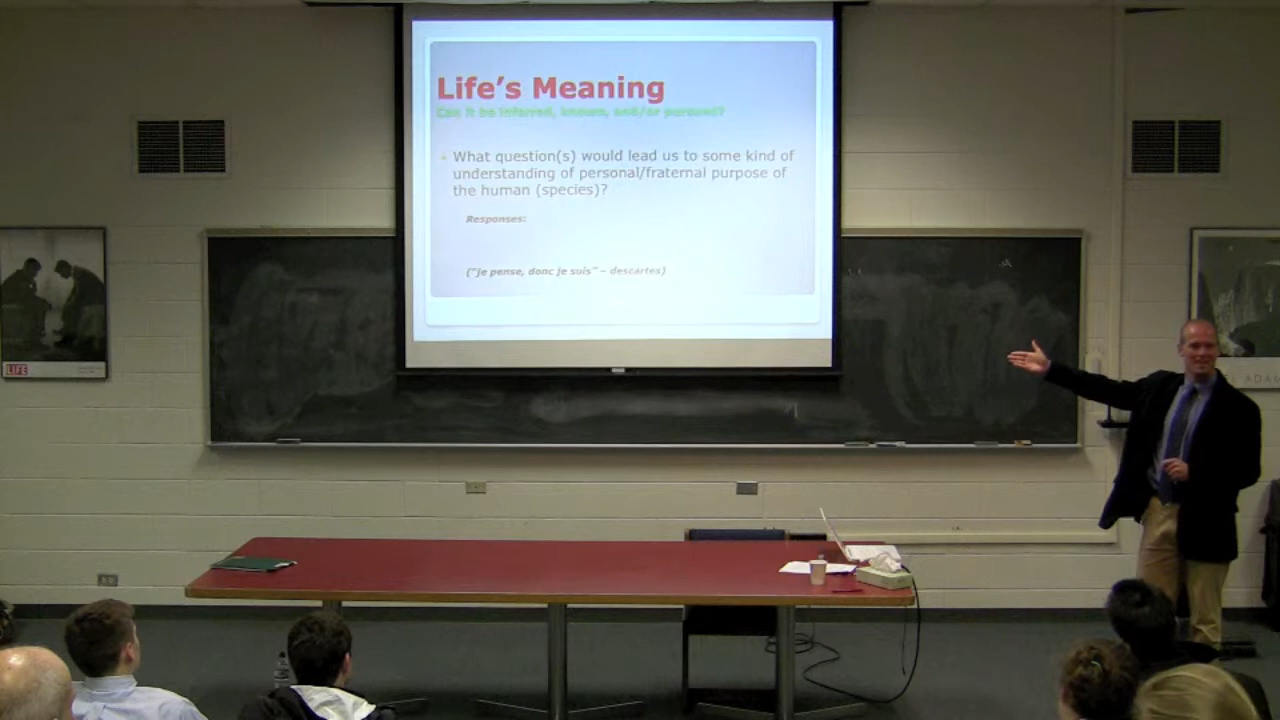 Life's Meaning
Can it be inferred, known, and/or pursued?
What question(s) would lead us to some kind of
understanding of personal/fraternal purpose of
the human (species)?
Responses:
("je pense, donc je suis" – descartes)
LIFE
ADAM